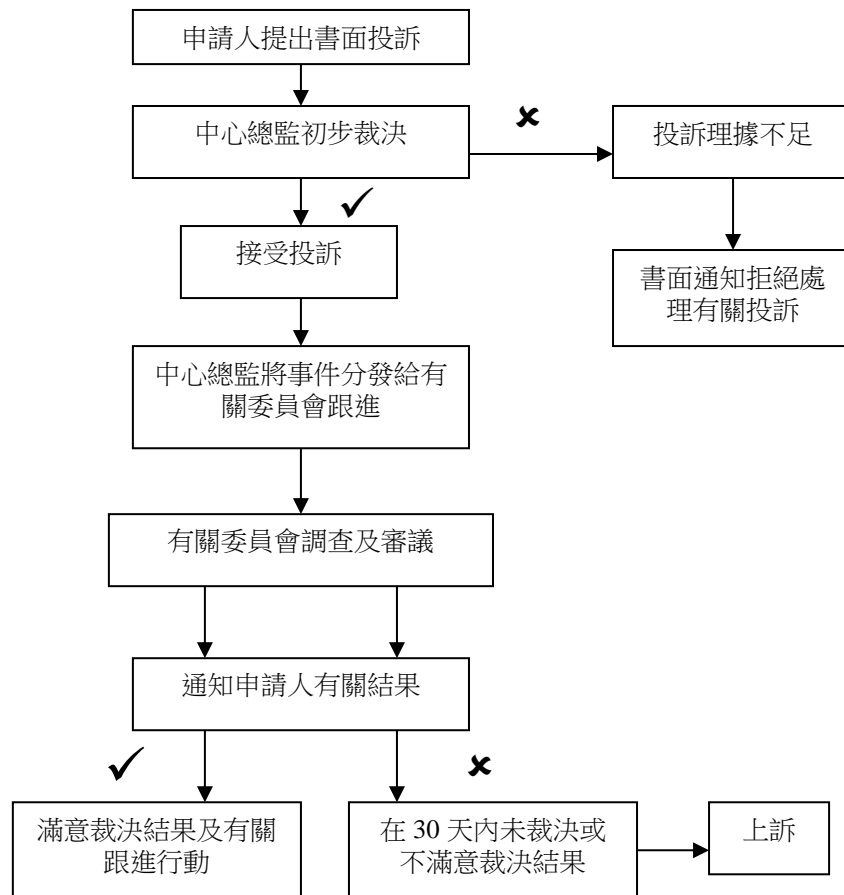 申請人提出書面投訴
中心總監初步裁決
投訴理據不足
接受投訴
書面通知拒絕處
理有關投訴
中心總監將事件分發給有
關委員會跟進
有關委員會調查及審議
通知申請人有關結果
滿意裁決結果及有關
跟進行動
在 30 天內未裁決或
不滿意裁決結果
上訴